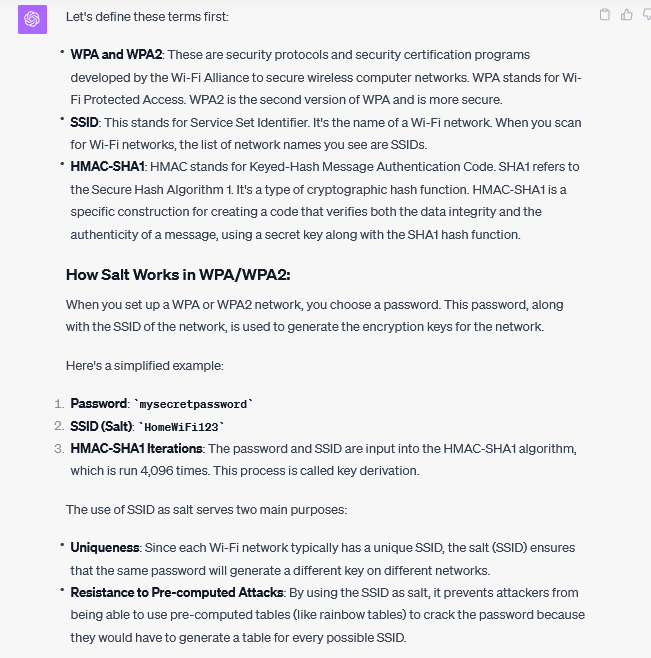 Let's define these terms first:
• WPA and WPA2: These are security protocols and security certification programs
developed by the Wi-Fi Alliance to secure wireless computer networks. WPA stands for Wi-
Fi Protected Access. WPA2 is the second version of WPA and is more secure.
• SSID: This stands for Service Set Identifier. It's the name of a Wi-Fi network. When you scan
for Wi-Fi networks, the list of network names you see are SSIDs.
• HMAC-SHA1: HMAC stands for Keyed-Hash Message Authentication Code. SHA1 refers to
the Secure Hash Algorithm 1. It's a type of cryptographic hash function. HMAC-SHA1 is a
specific construction for creating a code that verifies both the data integrity and the
authenticity of a message, using a secret key along with the SHA1 hash function.
How Salt Works in WPA/WPA2:
When you set up a WPA or WPA2 network, you choose a password. This password, along
with the SSID of the network, is used to generate the encryption keys for the network.
Here's a simplified example:
1. Password: `mysecretpassword`
2. SSID (Salt): `HomeWiFi123`
3. HMAC-SHA1 Iterations: The password and SSID are input into the HMAC-SHA1 algorithm,
which is run 4,096 times. This process is called key derivation.
The use of SSID as salt serves two main purposes:
• Uniqueness: Since each Wi-Fi network typically has a unique SSID, the salt (SSID) ensures
that the same password will generate a different key on different networks.
• Resistance to Pre-computed Attacks: By using the SSID as salt, it prevents attackers from
being able to use pre-computed tables (like rainbow tables) to crack the password because
they would have to generate a table for every possible SSID.